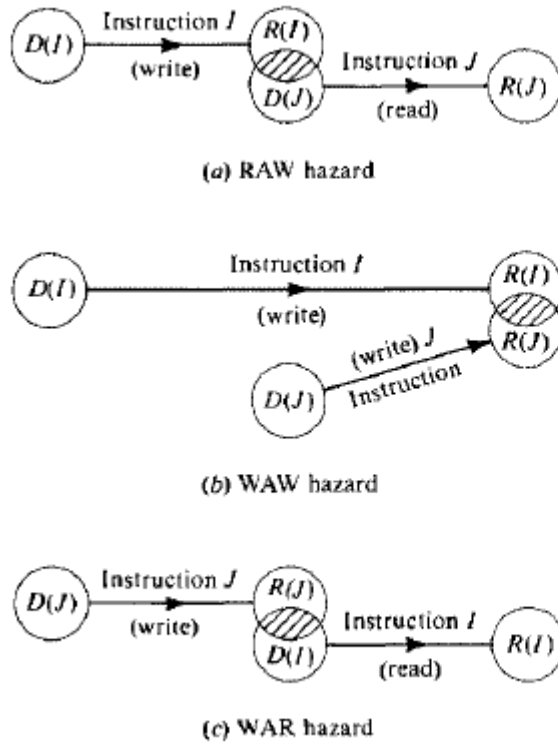 Instruction I
D(I)
R(I)
(write)
Instruction J
D(J)
(read)
R(J)
(a) RAW hazard
Instruction I
D(I)
R(I)
(write)
R(J)
(write) J
Instruction
D(J)
(b) WAW hazard
Instruction J
D(J)
R(J)
(write)
Instruction I
D(I)
(read)
R(I)
(c) WAR hazard